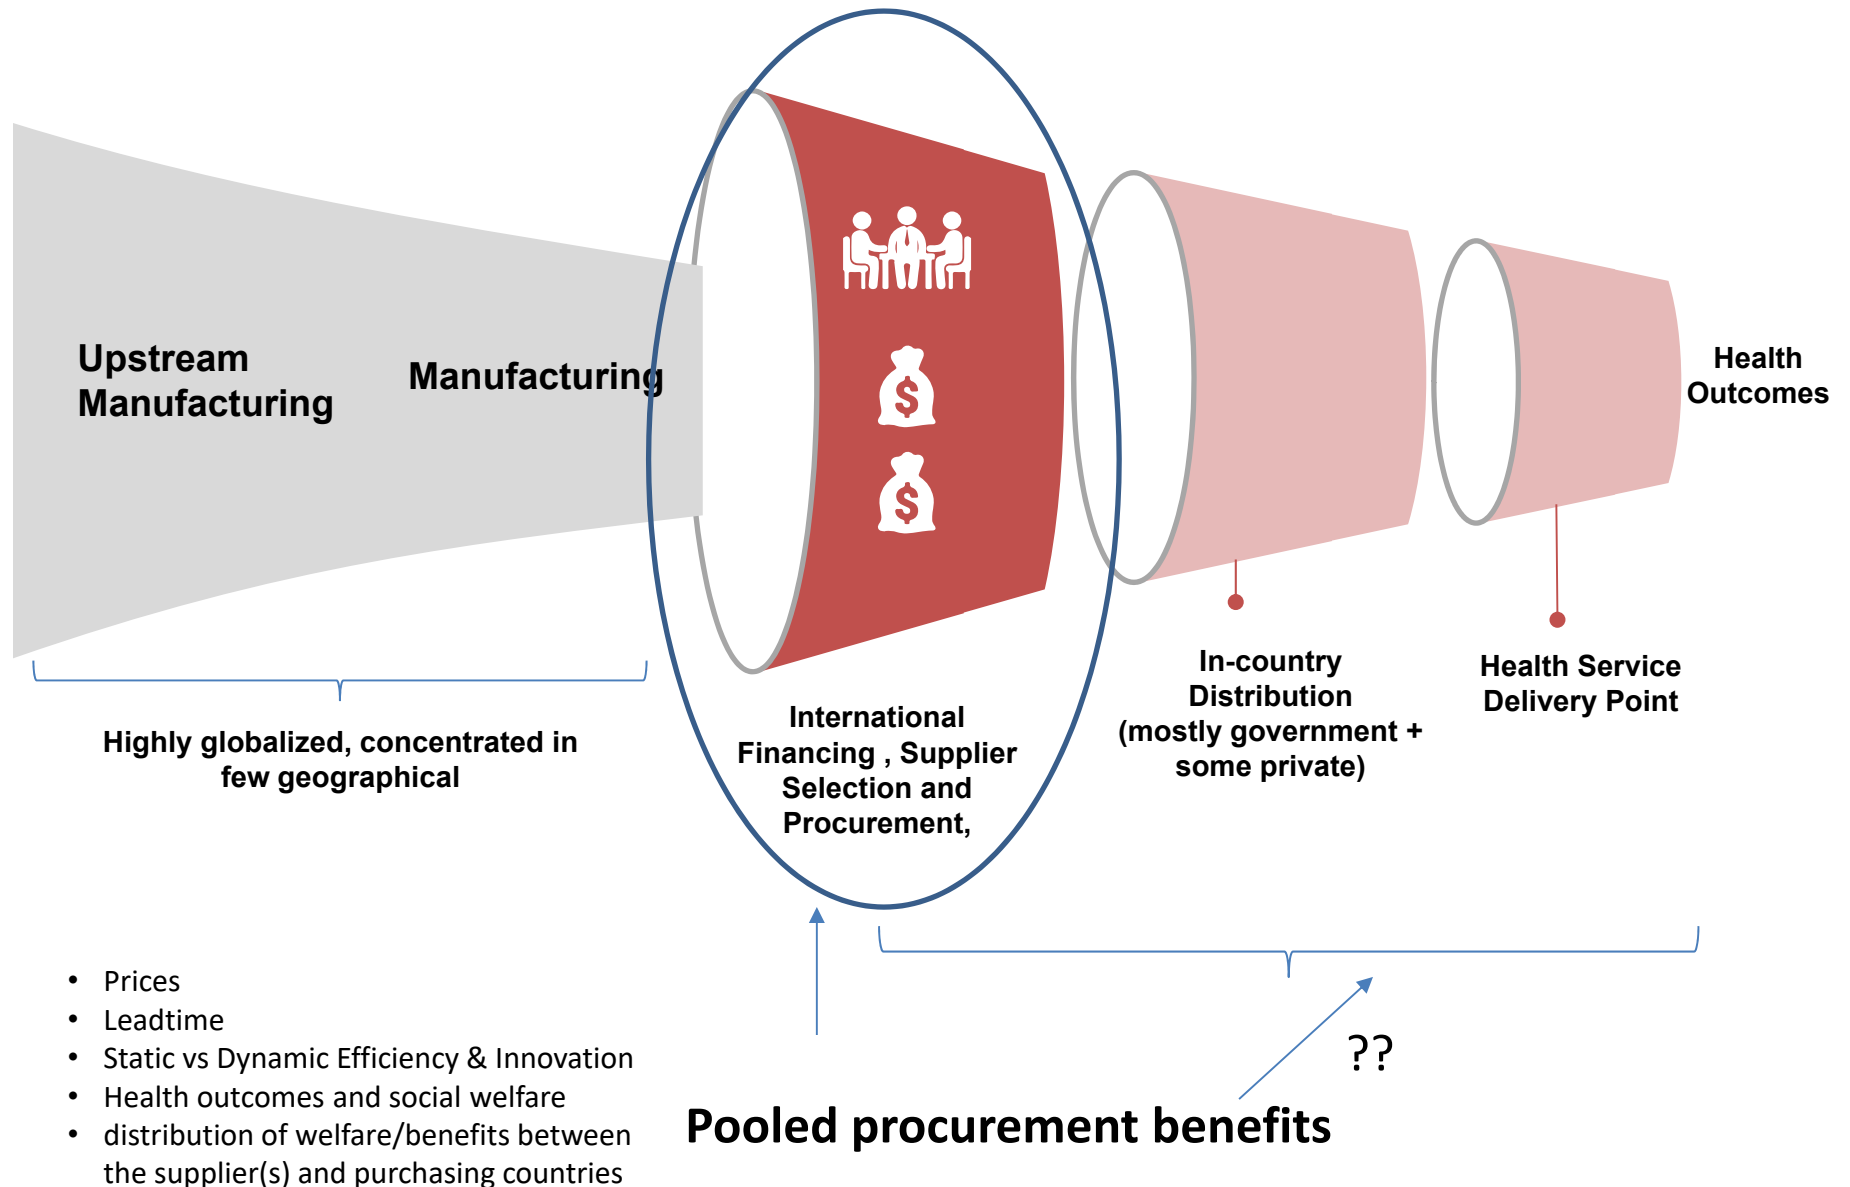 Upstream
Manufacturing
Manufacturing
Health
Outcomes
Highly globalized, concentrated in
few geographical
International
Financing , Supplier
Selection and
Procurement,
In-country
Distribution
(mostly government +
some private)
Health Service
Delivery Point
• Prices
• Leadtime
• Static vs Dynamic Efficiency & Innovation
• Health outcomes and social welfare
• distribution of welfare/benefits between
the supplier(s) and purchasing countries
??
Pooled procurement benefits
$
$